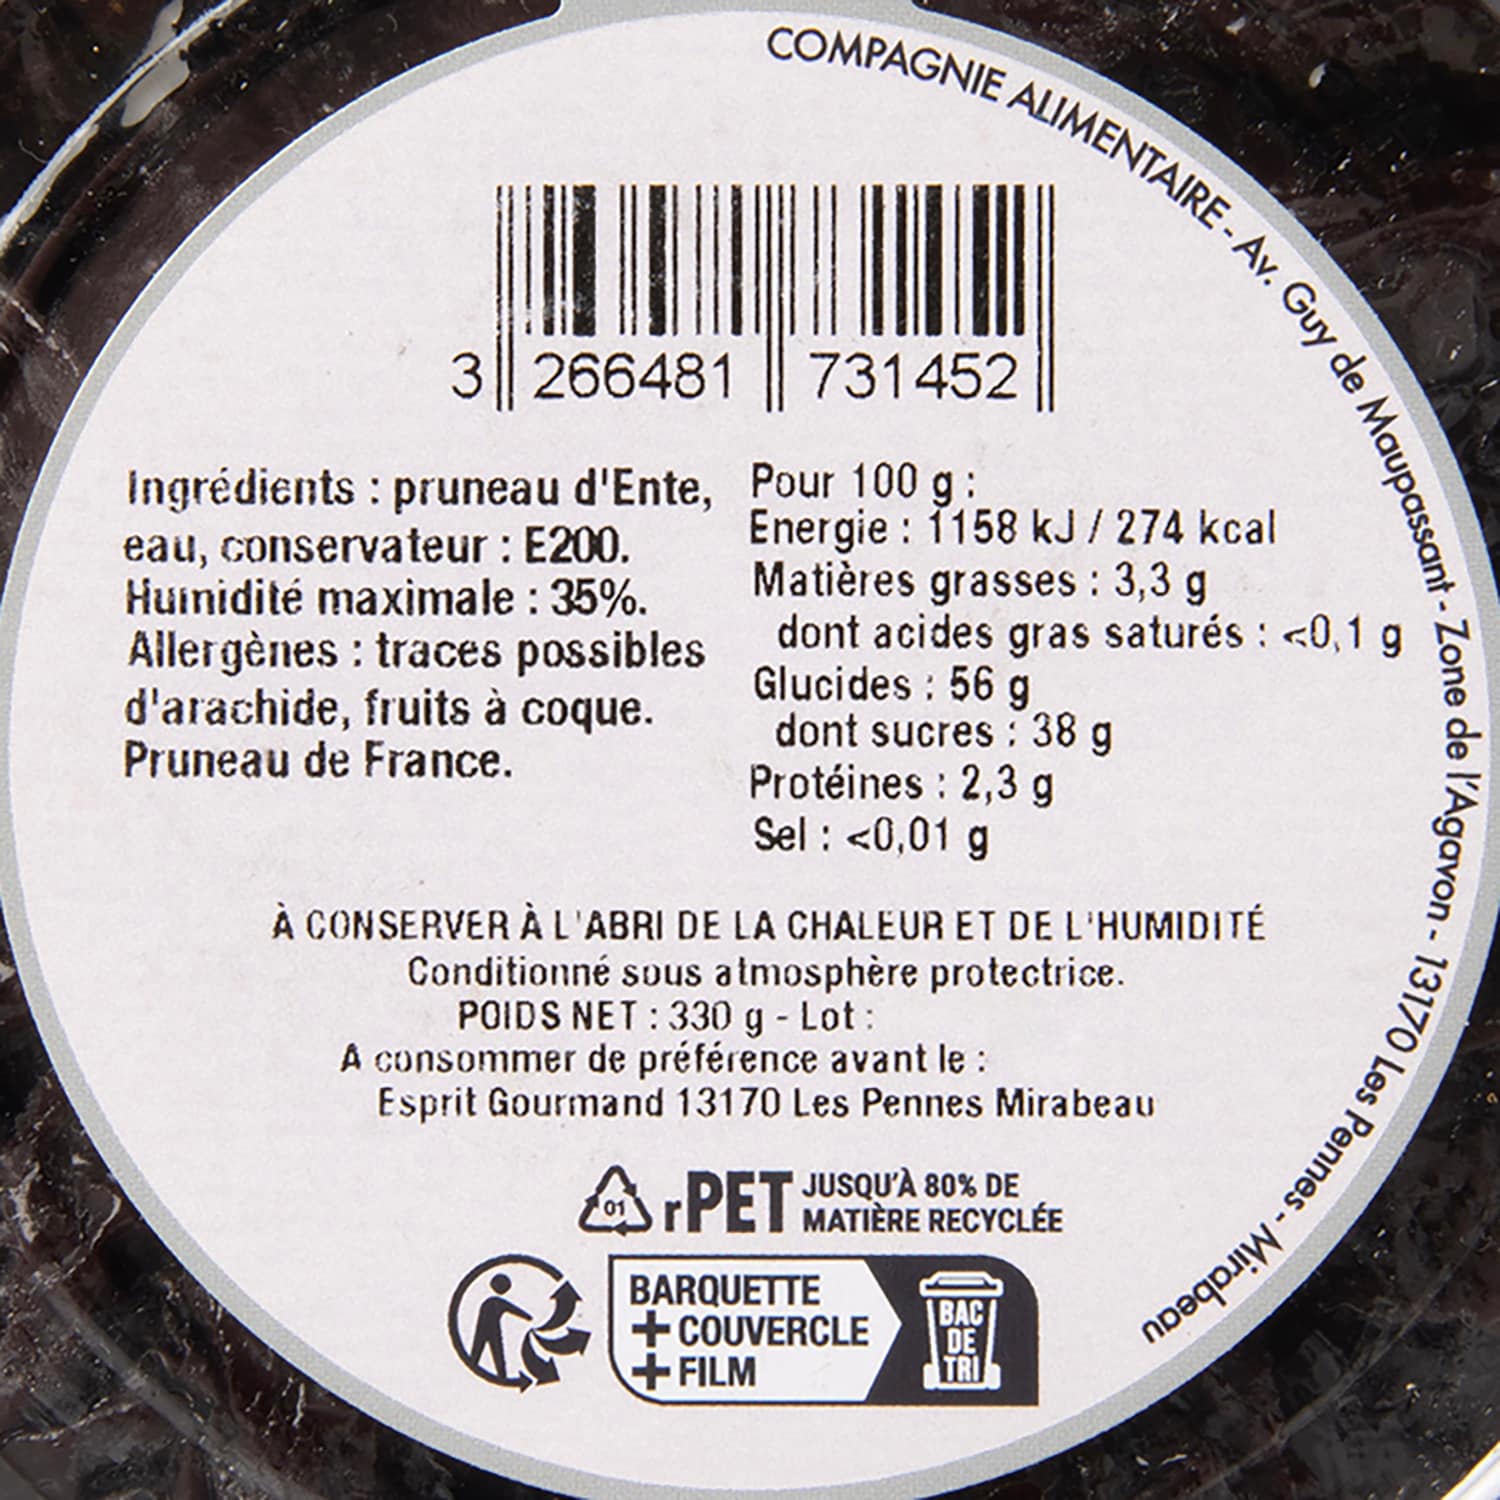 COMPAGNIE ALIMENTAIRE - Av. Guy de Maupassant - Zone de l'Agavon - 13170 Les Pennes - Mirabeau
3 266481 731452
Ingrédients : pruneau d'Ente,
eau, conservateur : E200.
Humidité maximale : 35%.
Allergènes : traces possibles
d'arachide, fruits à coque.
Pruneau de France.
Pour 100 g :
Energie : 1158 kJ / 274 kcal
Matières grasses : 3,3 g
dont acides gras saturés : <0,1 g
Glucides : 56 g
dont sucres : 38 g
Protéines : 2,3 g
Sel : <0,01 g
À CONSERVER À L'ABRI DE LA CHALEUR ET DE L'HUMIDITÉ
Conditionné sous atmosphère protectrice.
POIDS NET : 330 g - Lot :
A consommer de préférence avant le :
Esprit Gourmand 13170 Les Pennes Mirabeau
01 rPET JUSQU'À 80% DE
MATIÈRE RECYCLÉE
BARQUETTE
+ COUVERCLE
+ FILM
BAC
DE
TRI